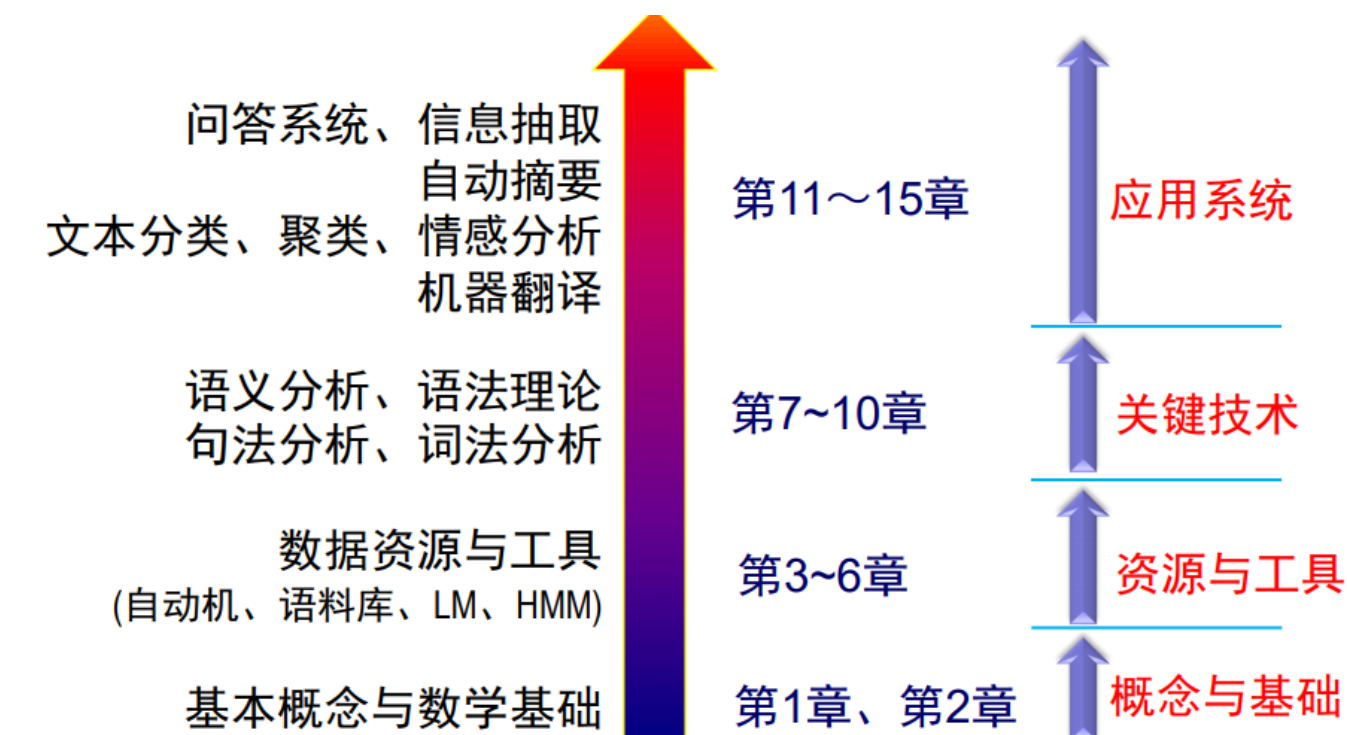 问答系统、信息抽取
自动摘要
文本分类、聚类、情感分析
机器翻译
第11～15章
应用系统
语义分析、语法理论
句法分析、词法分析
第7~10章
关键技术
数据资源与工具
(自动机、语料库、LM、HMM)
第3~6章
资源与工具
基本概念与数学基础
第1章、第2章
概念与基础